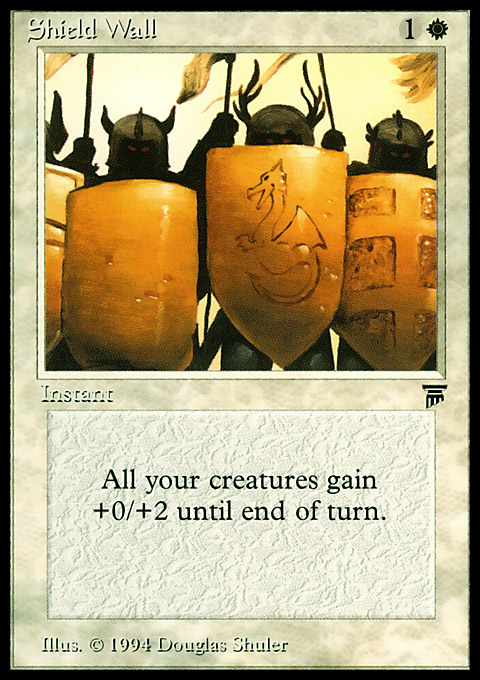 Shield Wall 1
Instant
All your creatures gain
+0/+2 until end of turn.
Illus. © 1994 Douglas Shuler